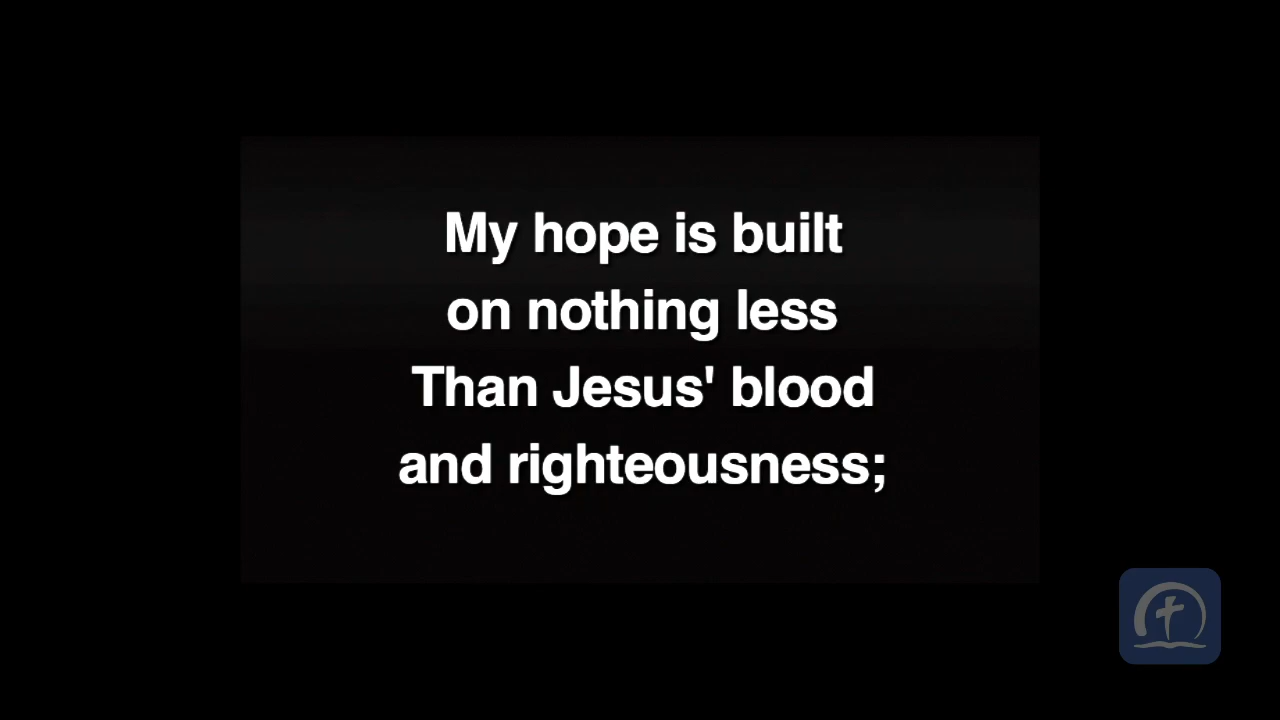 My hope is built
on nothing less
Than Jesus' blood
and righteousness;